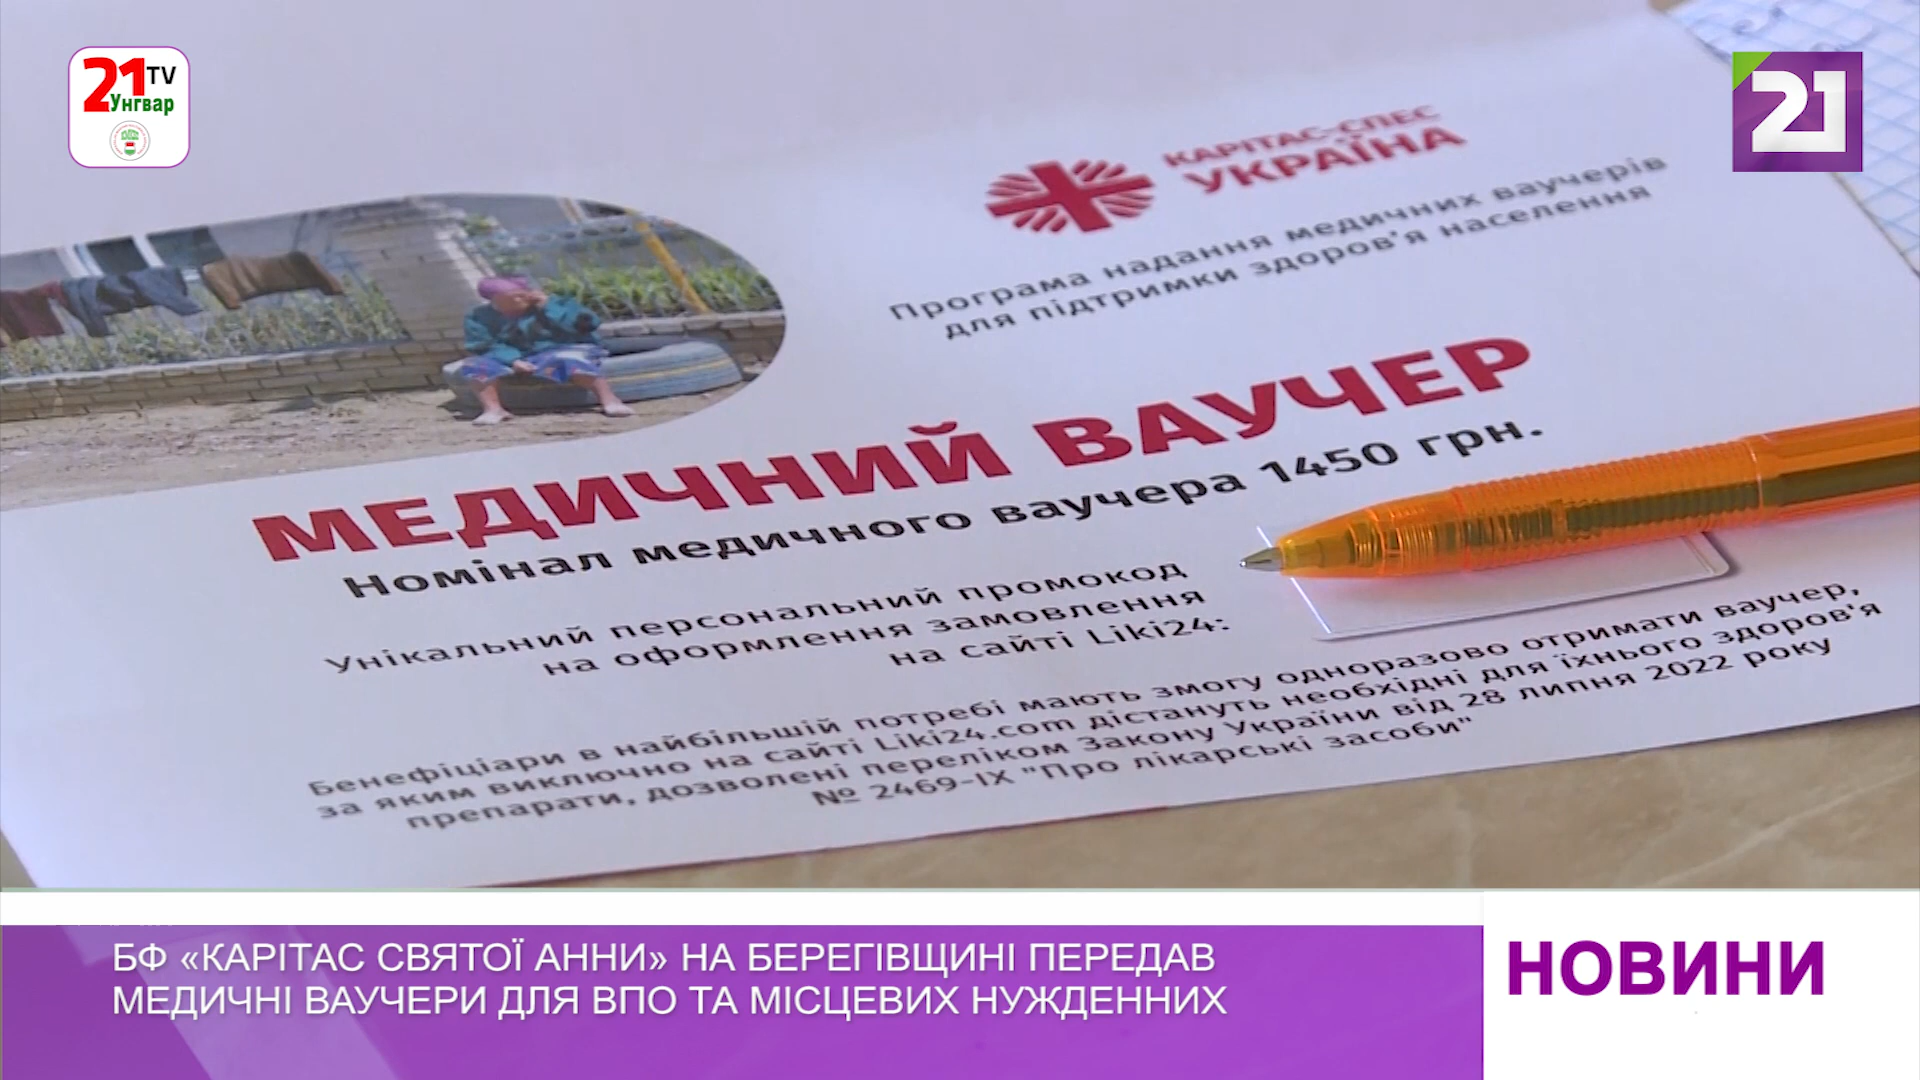 21 TV
Унгвар
21
КАРІТАС-СПЕС
УКРАЇНА
Програма надання медичних ваучерів
для підтримки здоров'я населення
МЕДИЧНИЙ ВАУЧЕР
Номінал медичного ваучера 1450 грн.
Унікальний персональний промокод
на оформлення замовлення
на сайті Liki24:
Бенефіціари в найбільшій потребі мають змогу одноразово отримати ваучер,
за яким виключно на сайті Liki24.com дістануть необхідні для їхнього здоров'я
препарати, дозволені переліком Закону України від 28 липня 2022 року
№ 2469-IX "Про лікарські засоби"
БФ «КАРІТАС СВЯТОЇ АННИ» НА БЕРЕГІВЩИНІ ПЕРЕДАВ
МЕДИЧНІ ВАУЧЕРИ ДЛЯ ВПО ТА МІСЦЕВИХ НУЖДЕННИХ
НОВИНИ